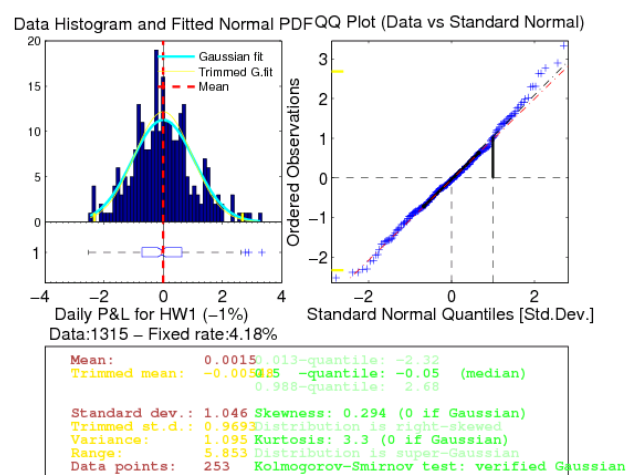 Data Histogram and Fitted Normal PDF
QQ Plot (Data vs Standard Normal)
20
15
10
5
0
1
Gaussian fit
Trimmed G.fit
Mean
−4 −2 0 2 4
Daily P&L for HW1 (−1%)
Data:1315 − Fixed rate:4.18%
Ordered Observations
3
2
1
0
−1
−2
−2 0 2
Standard Normal Quantiles [Std.Dev.]
Mean: 0.0015 0.013-quantile: -2.32
Trimmed mean: 0.5 -quantile: -0.05 (median)
0.988-quantile: 2.68
Standard dev.: 1.046 Skewness: 0.294 (0 if Gaussian)
Trimmed st.d.: 0.9693 Distribution is right-skewed
Variance: 1.095 Kurtosis: 3.3 (0 if Gaussian)
Range: 5.853 Distribution is super-Gaussian
Data points: 253 Kolmogorov-Smirnov test: verified Gaussian